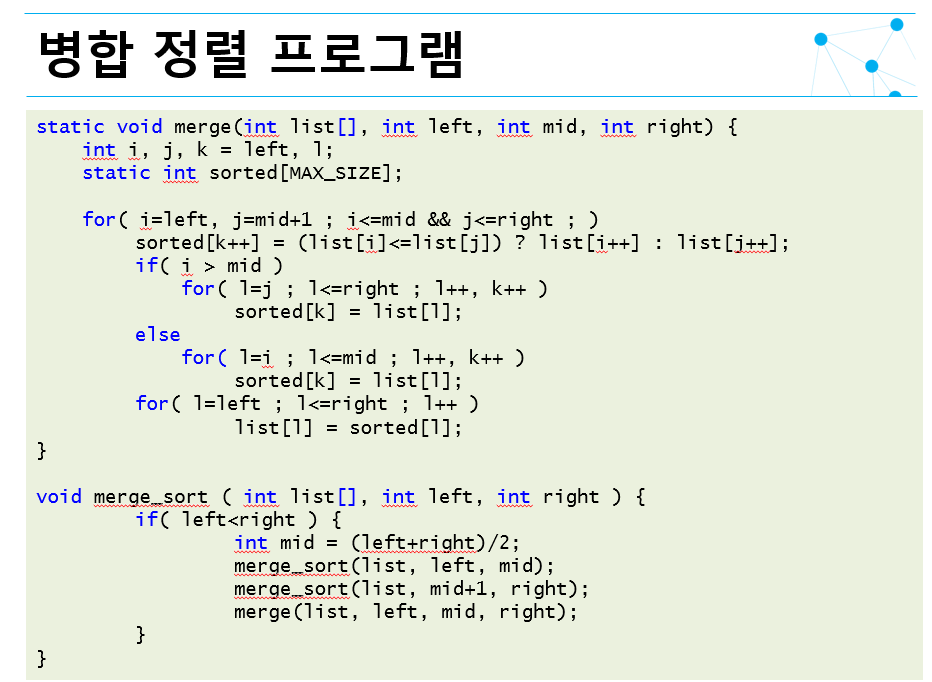 병합 정렬 프로그램
static void merge(int list[], int left, int mid, int right) {
    int i, j, k = left, l;
    static int sorted[MAX_SIZE];
    for( i=left, j=mid+1 ; i<=mid && j<=right ; )
        sorted[k++] = (list[i]<=list[j]) ? list[i++] : list[j++];
        if( i > mid )
            for( l=j ; l<=right ; l++, k++ )
                sorted[k] = list[l];
        else
            for( l=i ; l<=mid ; l++, k++ )
                sorted[k] = list[l];
        for( l=left ; l<=right ; l++ )
                list[l] = sorted[l];
}
void merge_sort ( int list[], int left, int right ) {
        if( left<right ) {
                int mid = (left+right)/2;
                merge_sort(list, left, mid);
                merge_sort(list, mid+1, right);
                merge(list, left, mid, right);
        }
}